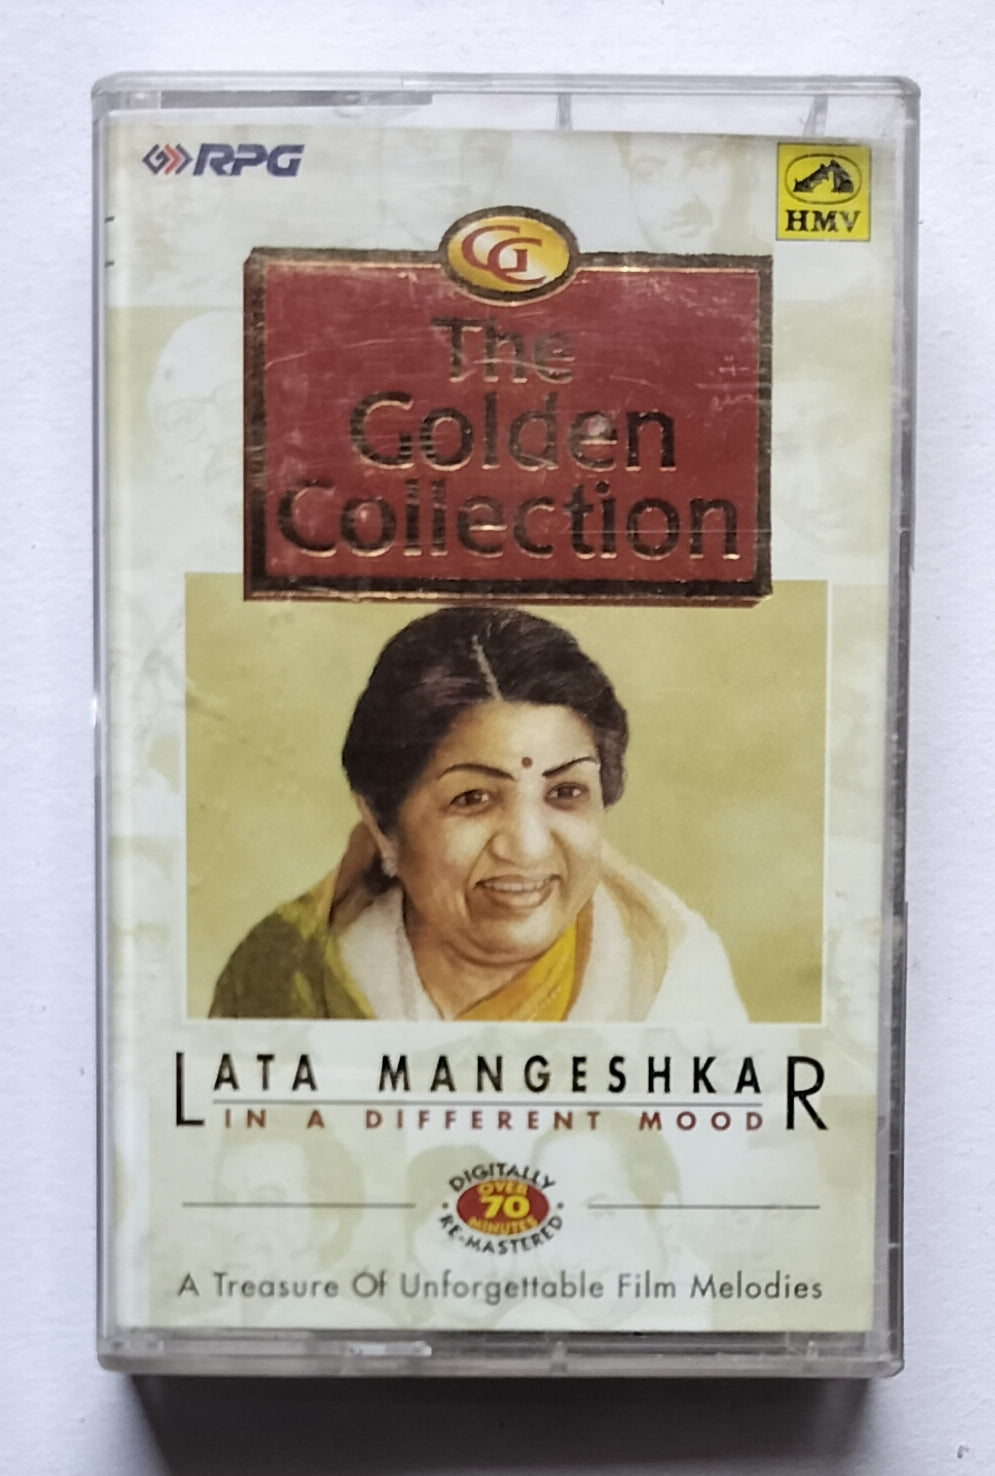 RPG
HMV
GC
The
Golden
Collection
LATA MANGESHKAR
IN A DIFFERENT MOOD
DIGITALLY
OVER
70
MINUTES
RE-MASTERED
A Treasure Of Unforgettable Film Melodies